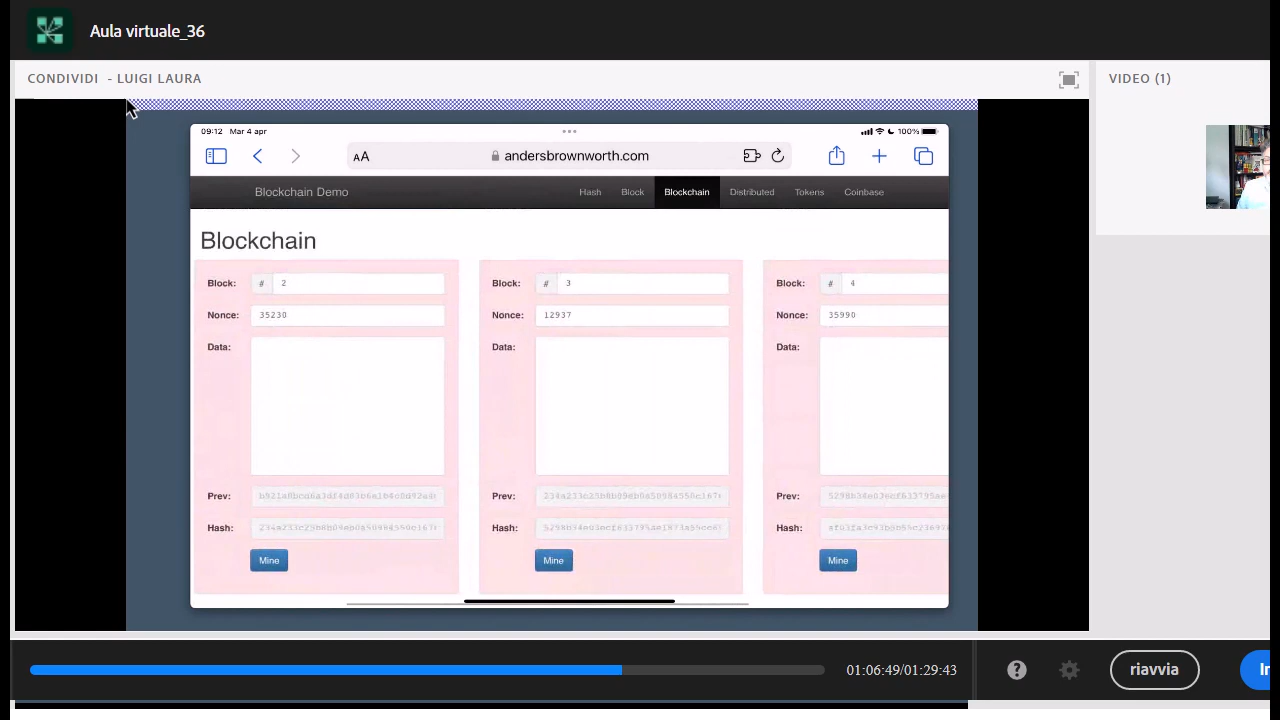 Aula virtuale_36
CONDIVIDI - LUIGI LAURA
VIDEO (1)
09:12 Mar 4 apr
100%
AA
andersbrownworth.com
Blockchain Demo
Hash Block Blockchain Distributed Tokens Coinbase
Blockchain
Block: # 2
Nonce: 35230
Data:
Prev:
Hash:
Mine
Block: # 3
Nonce: 12937
Data:
Prev:
Hash:
Mine
Block: # 4
Nonce: 35990
Data:
Prev:
Hash:
Mine
01:06:49/01:29:43
riavvia